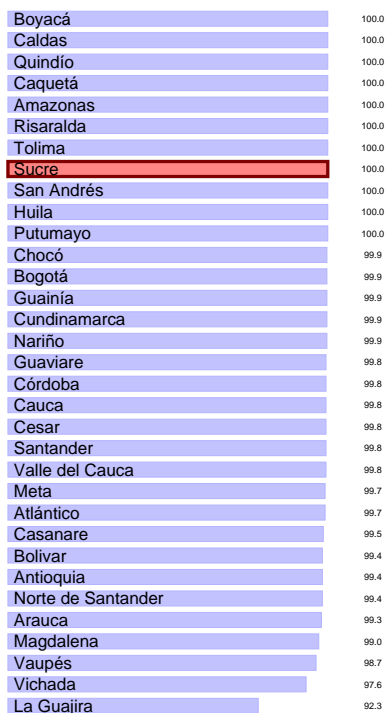 Boyacá 100.0
Caldas 100.0
Quindío 100.0
Caquetá 100.0
Amazonas 100.0
Risaralda 100.0
Tolima 100.0
Sucre 100.0
San Andrés 100.0
Huila 100.0
Putumayo 100.0
Chocó 99.9
Bogotá 99.9
Guainía 99.9
Cundinamarca 99.9
Nariño 99.9
Guaviare 99.8
Córdoba 99.8
Cauca 99.8
Cesar 99.8
Santander 99.8
Valle del Cauca 99.8
Meta 99.7
Atlántico 99.7
Casanare 99.5
Bolivar 99.4
Antioquia 99.4
Norte de Santander 99.4
Arauca 99.3
Magdalena 99.0
Vaupés 98.7
Vichada 97.6
La Guajira 92.3